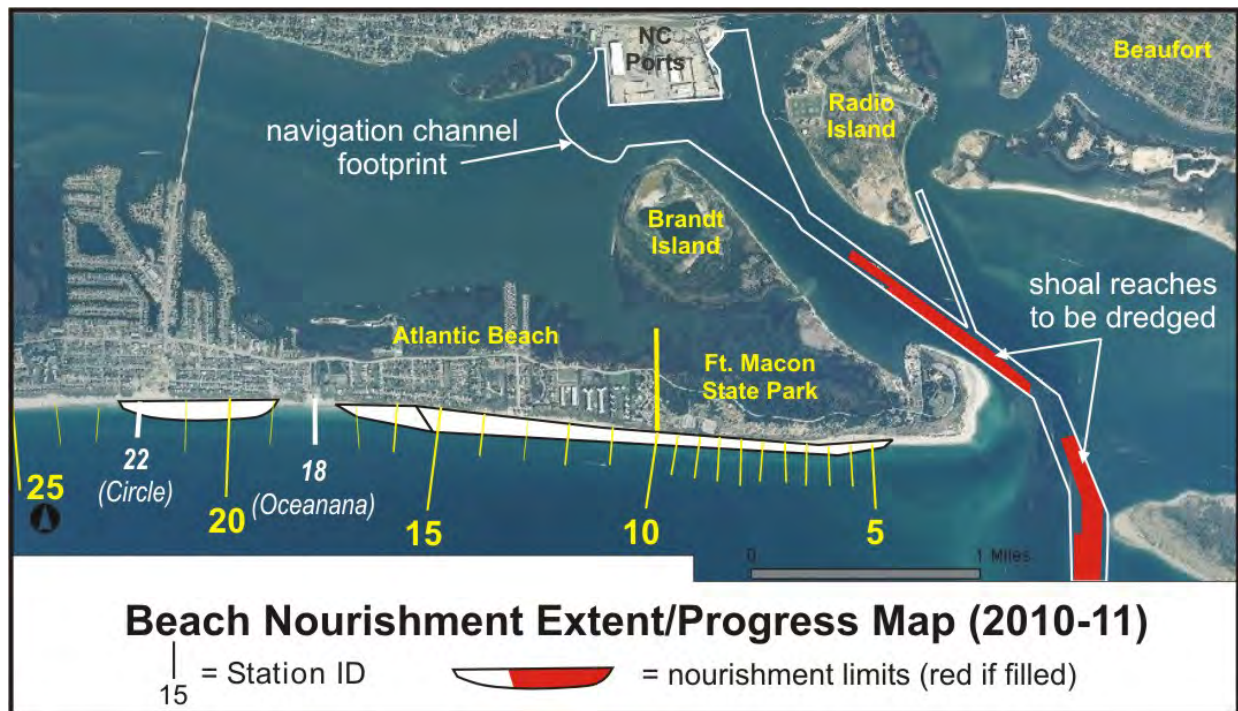 NC
Ports
Beaufort
Radio
Island
navigation channel
footprint
Brandt
Island
shoal reaches
to be dredged
Atlantic Beach
Ft. Macon
State Park
22
(Circle)
18
(Oceanana)
25
20
15
10
5
0
1 Miles
Beach Nourishment Extent/Progress Map (2010-11)
15
= Station ID
= nourishment limits (red if filled)